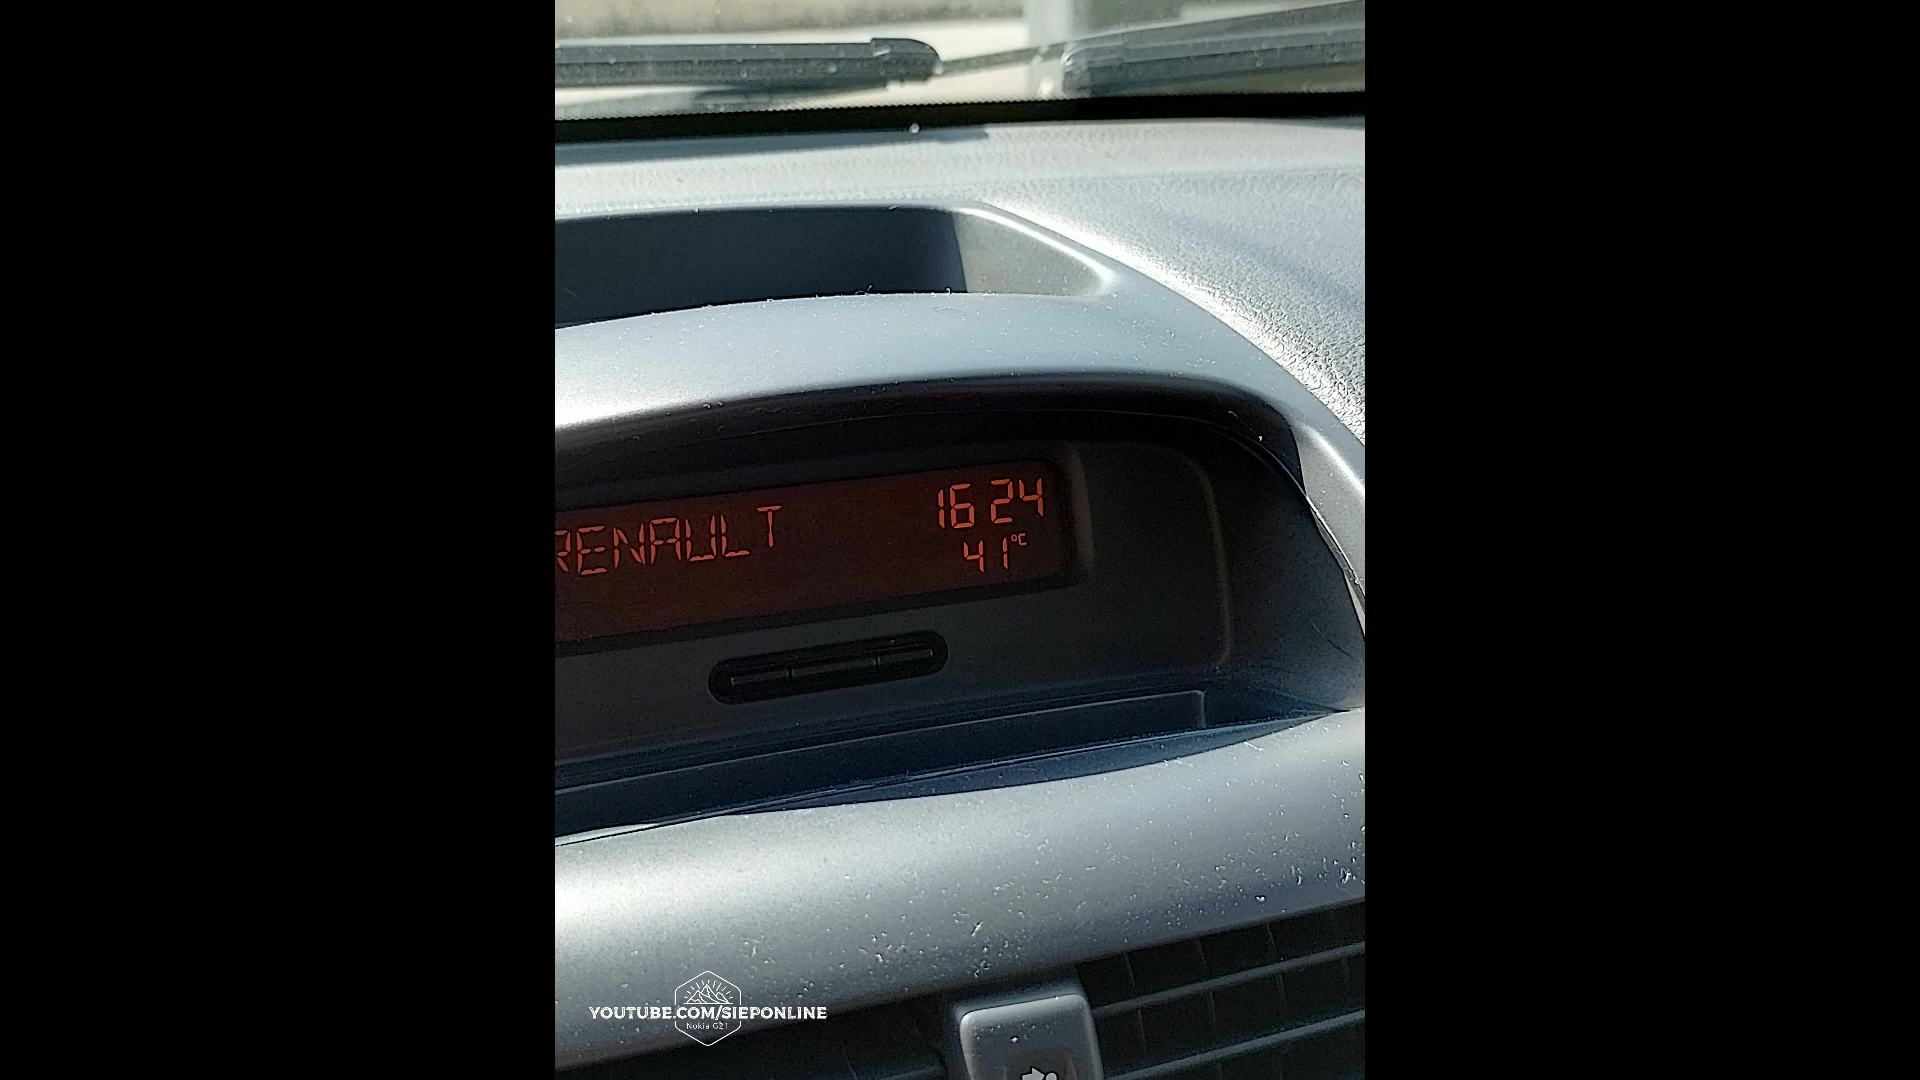 16 24
RENAULT
41°C
YOUTUBE.COM/SIEPONLINE
Nokia G21